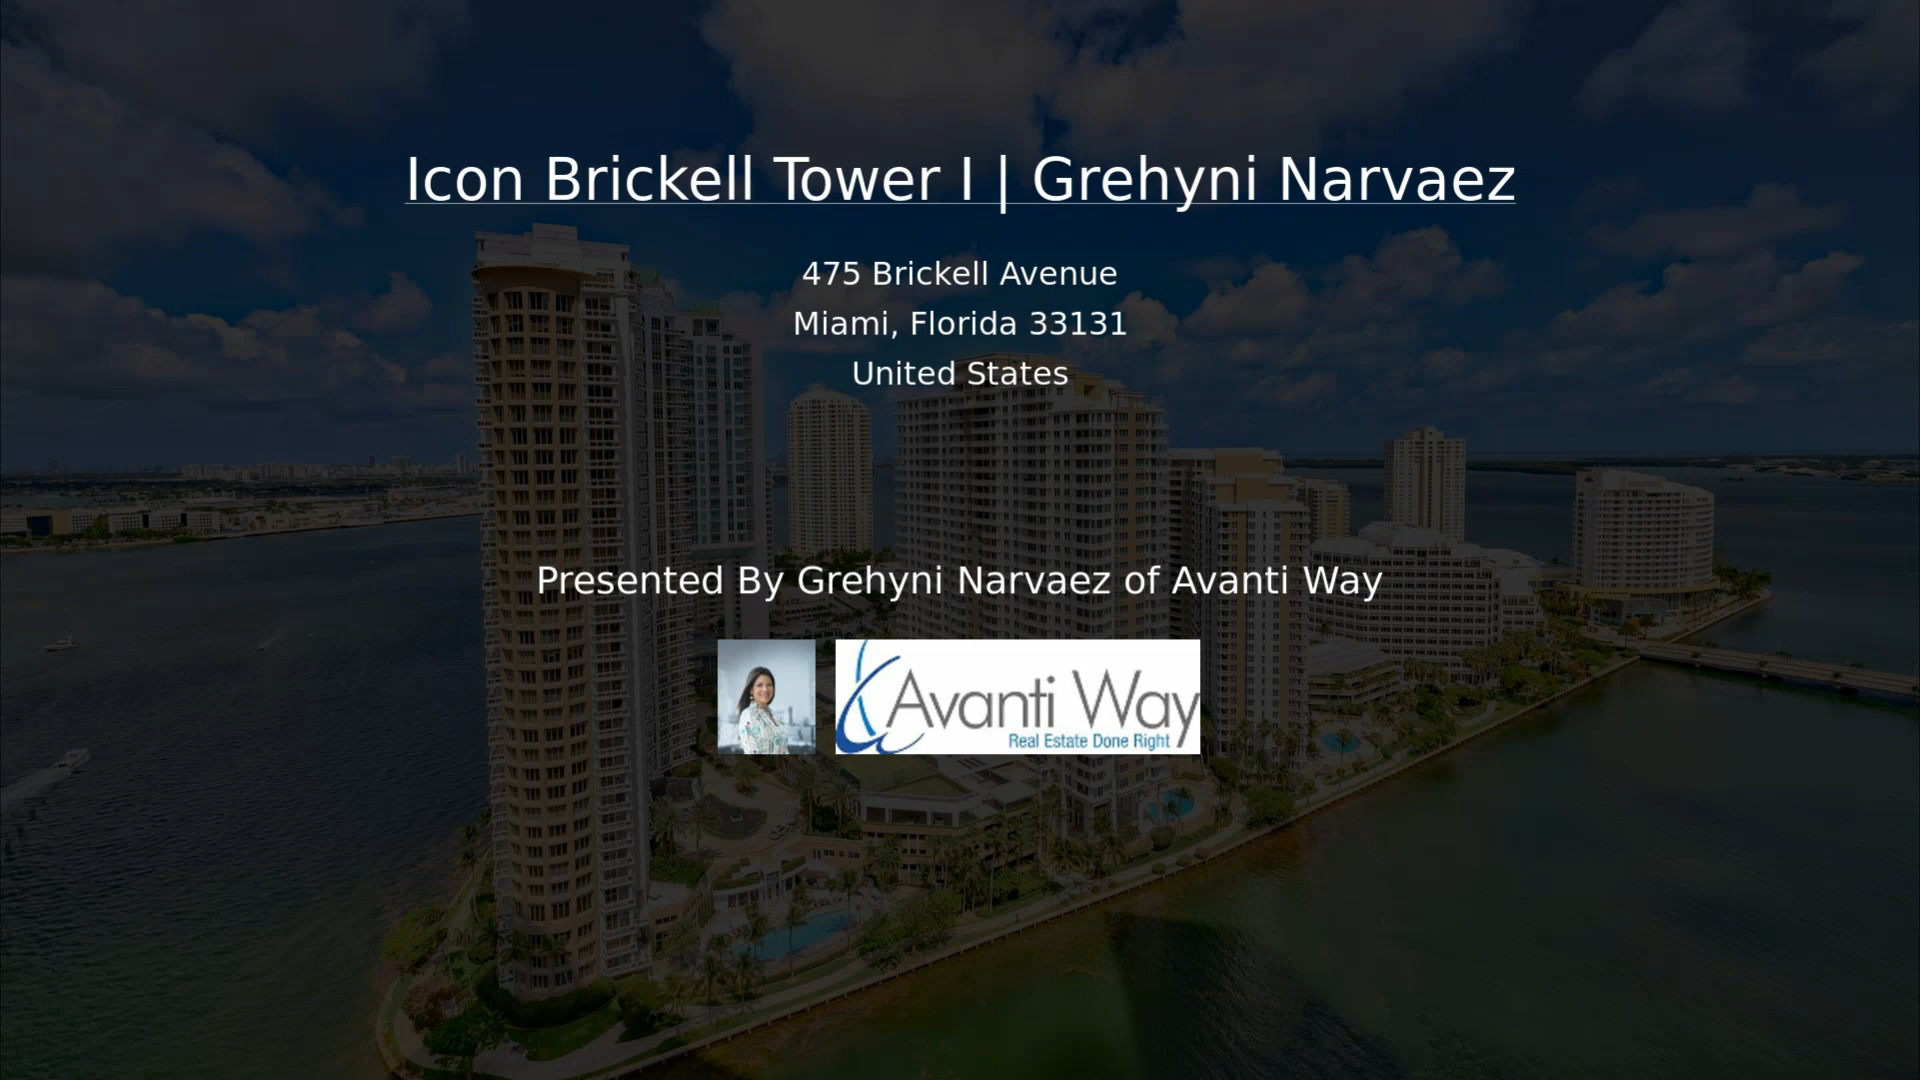 Icon Brickell Tower I | Grehyni Narvaez
475 Brickell Avenue
Miami, Florida 33131
United States
Presented By Grehyni Narvaez of Avanti Way
Avanti Way
Real Estate Done Right